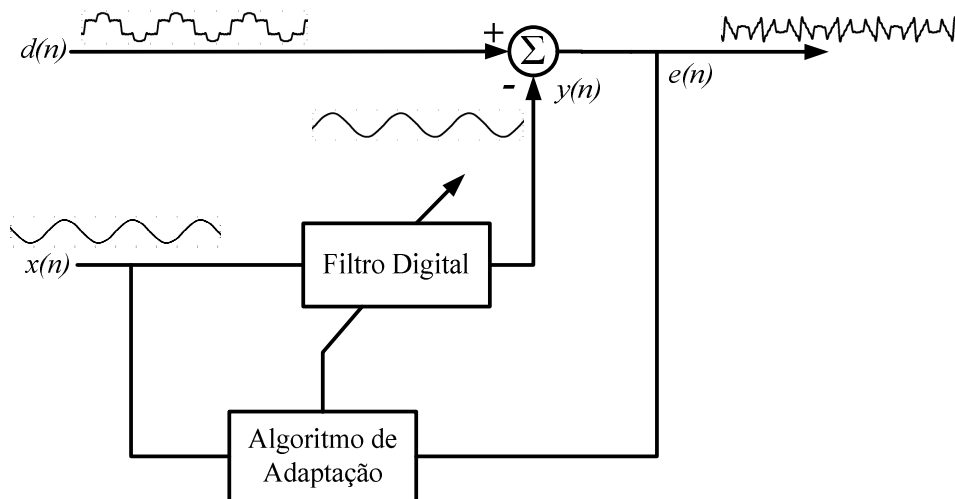 d(n)
+
Σ
-
y(n)
e(n)
x(n)
Filtro Digital
Algoritmo de
Adaptação